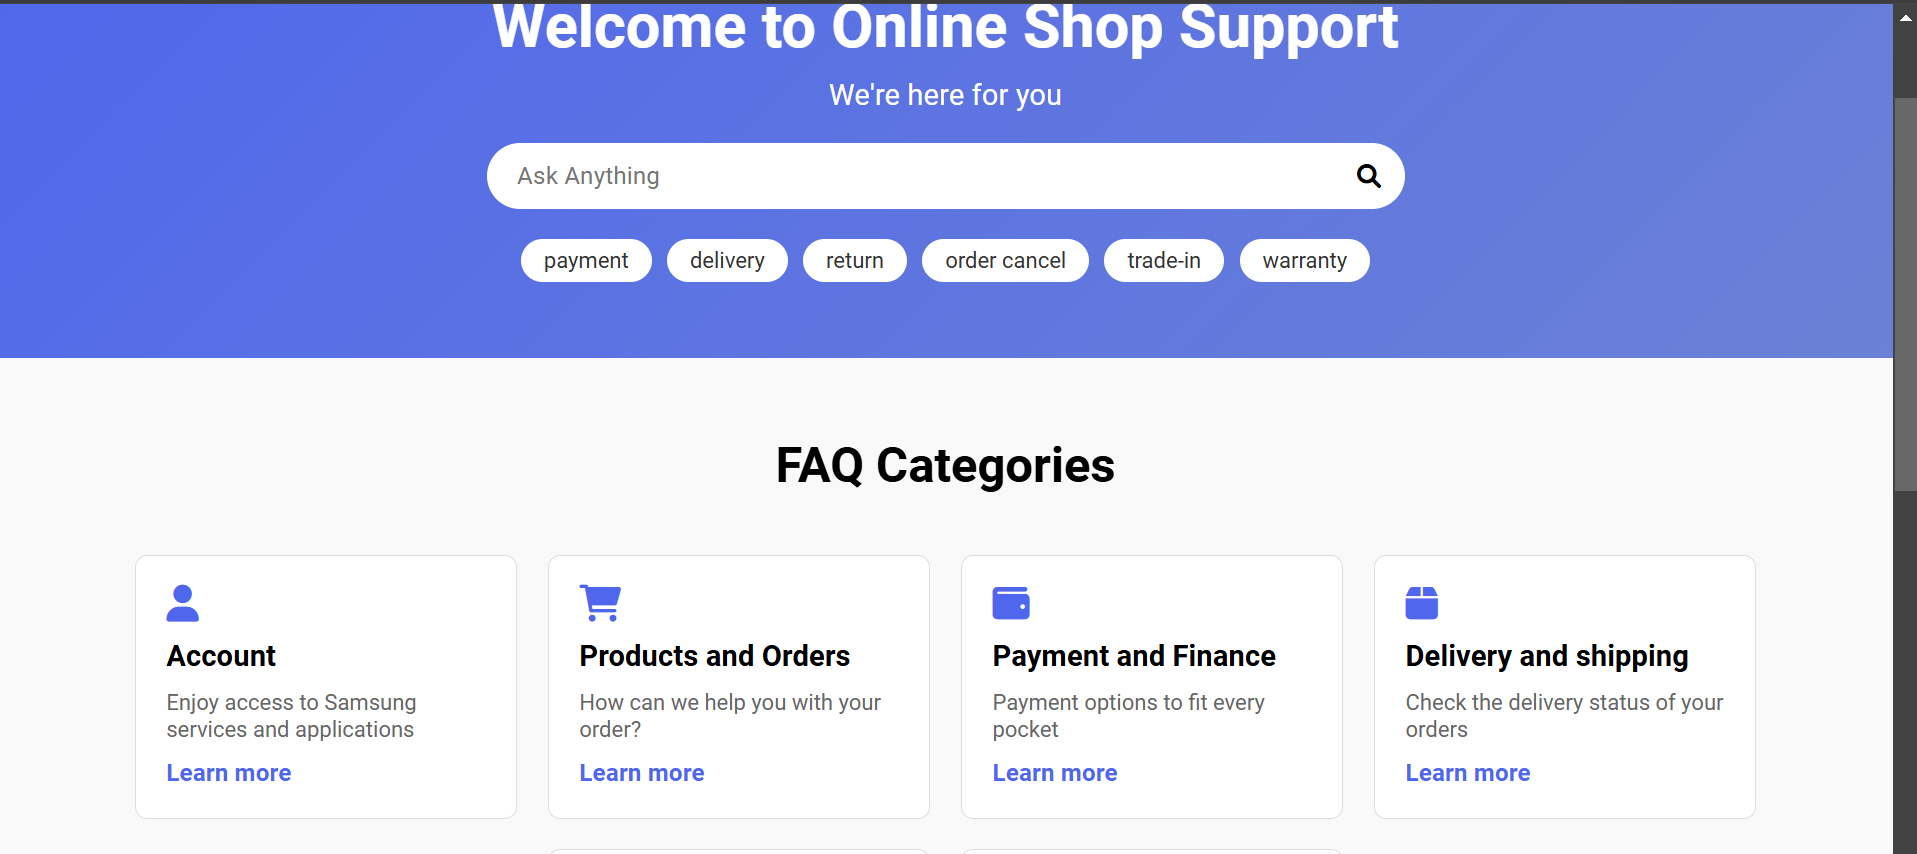 Welcome to Online Shop Support
We're here for you
Ask Anything
payment
delivery
return
order cancel
trade-in
warranty
FAQ Categories
Account
Enjoy access to Samsung
services and applications
Learn more
Products and Orders
How can we help you with your
order?
Learn more
Payment and Finance
Payment options to fit every
pocket
Learn more
Delivery and shipping
Check the delivery status of your
orders
Learn more